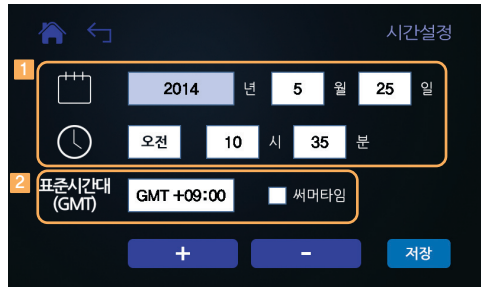 시간설정
1
2014 년 5 월 25 일
오전 10 시 35 분
2
표준시간대
(GMT)
GMT +09:00 써머타임
+ - 저장